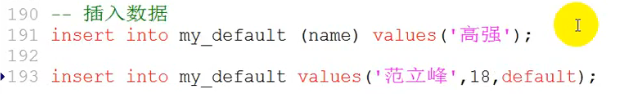 190 -- 插入数据
191 insert into my_default (name) values('高强');
192
193 insert into my_default values('范立峰',18,default);